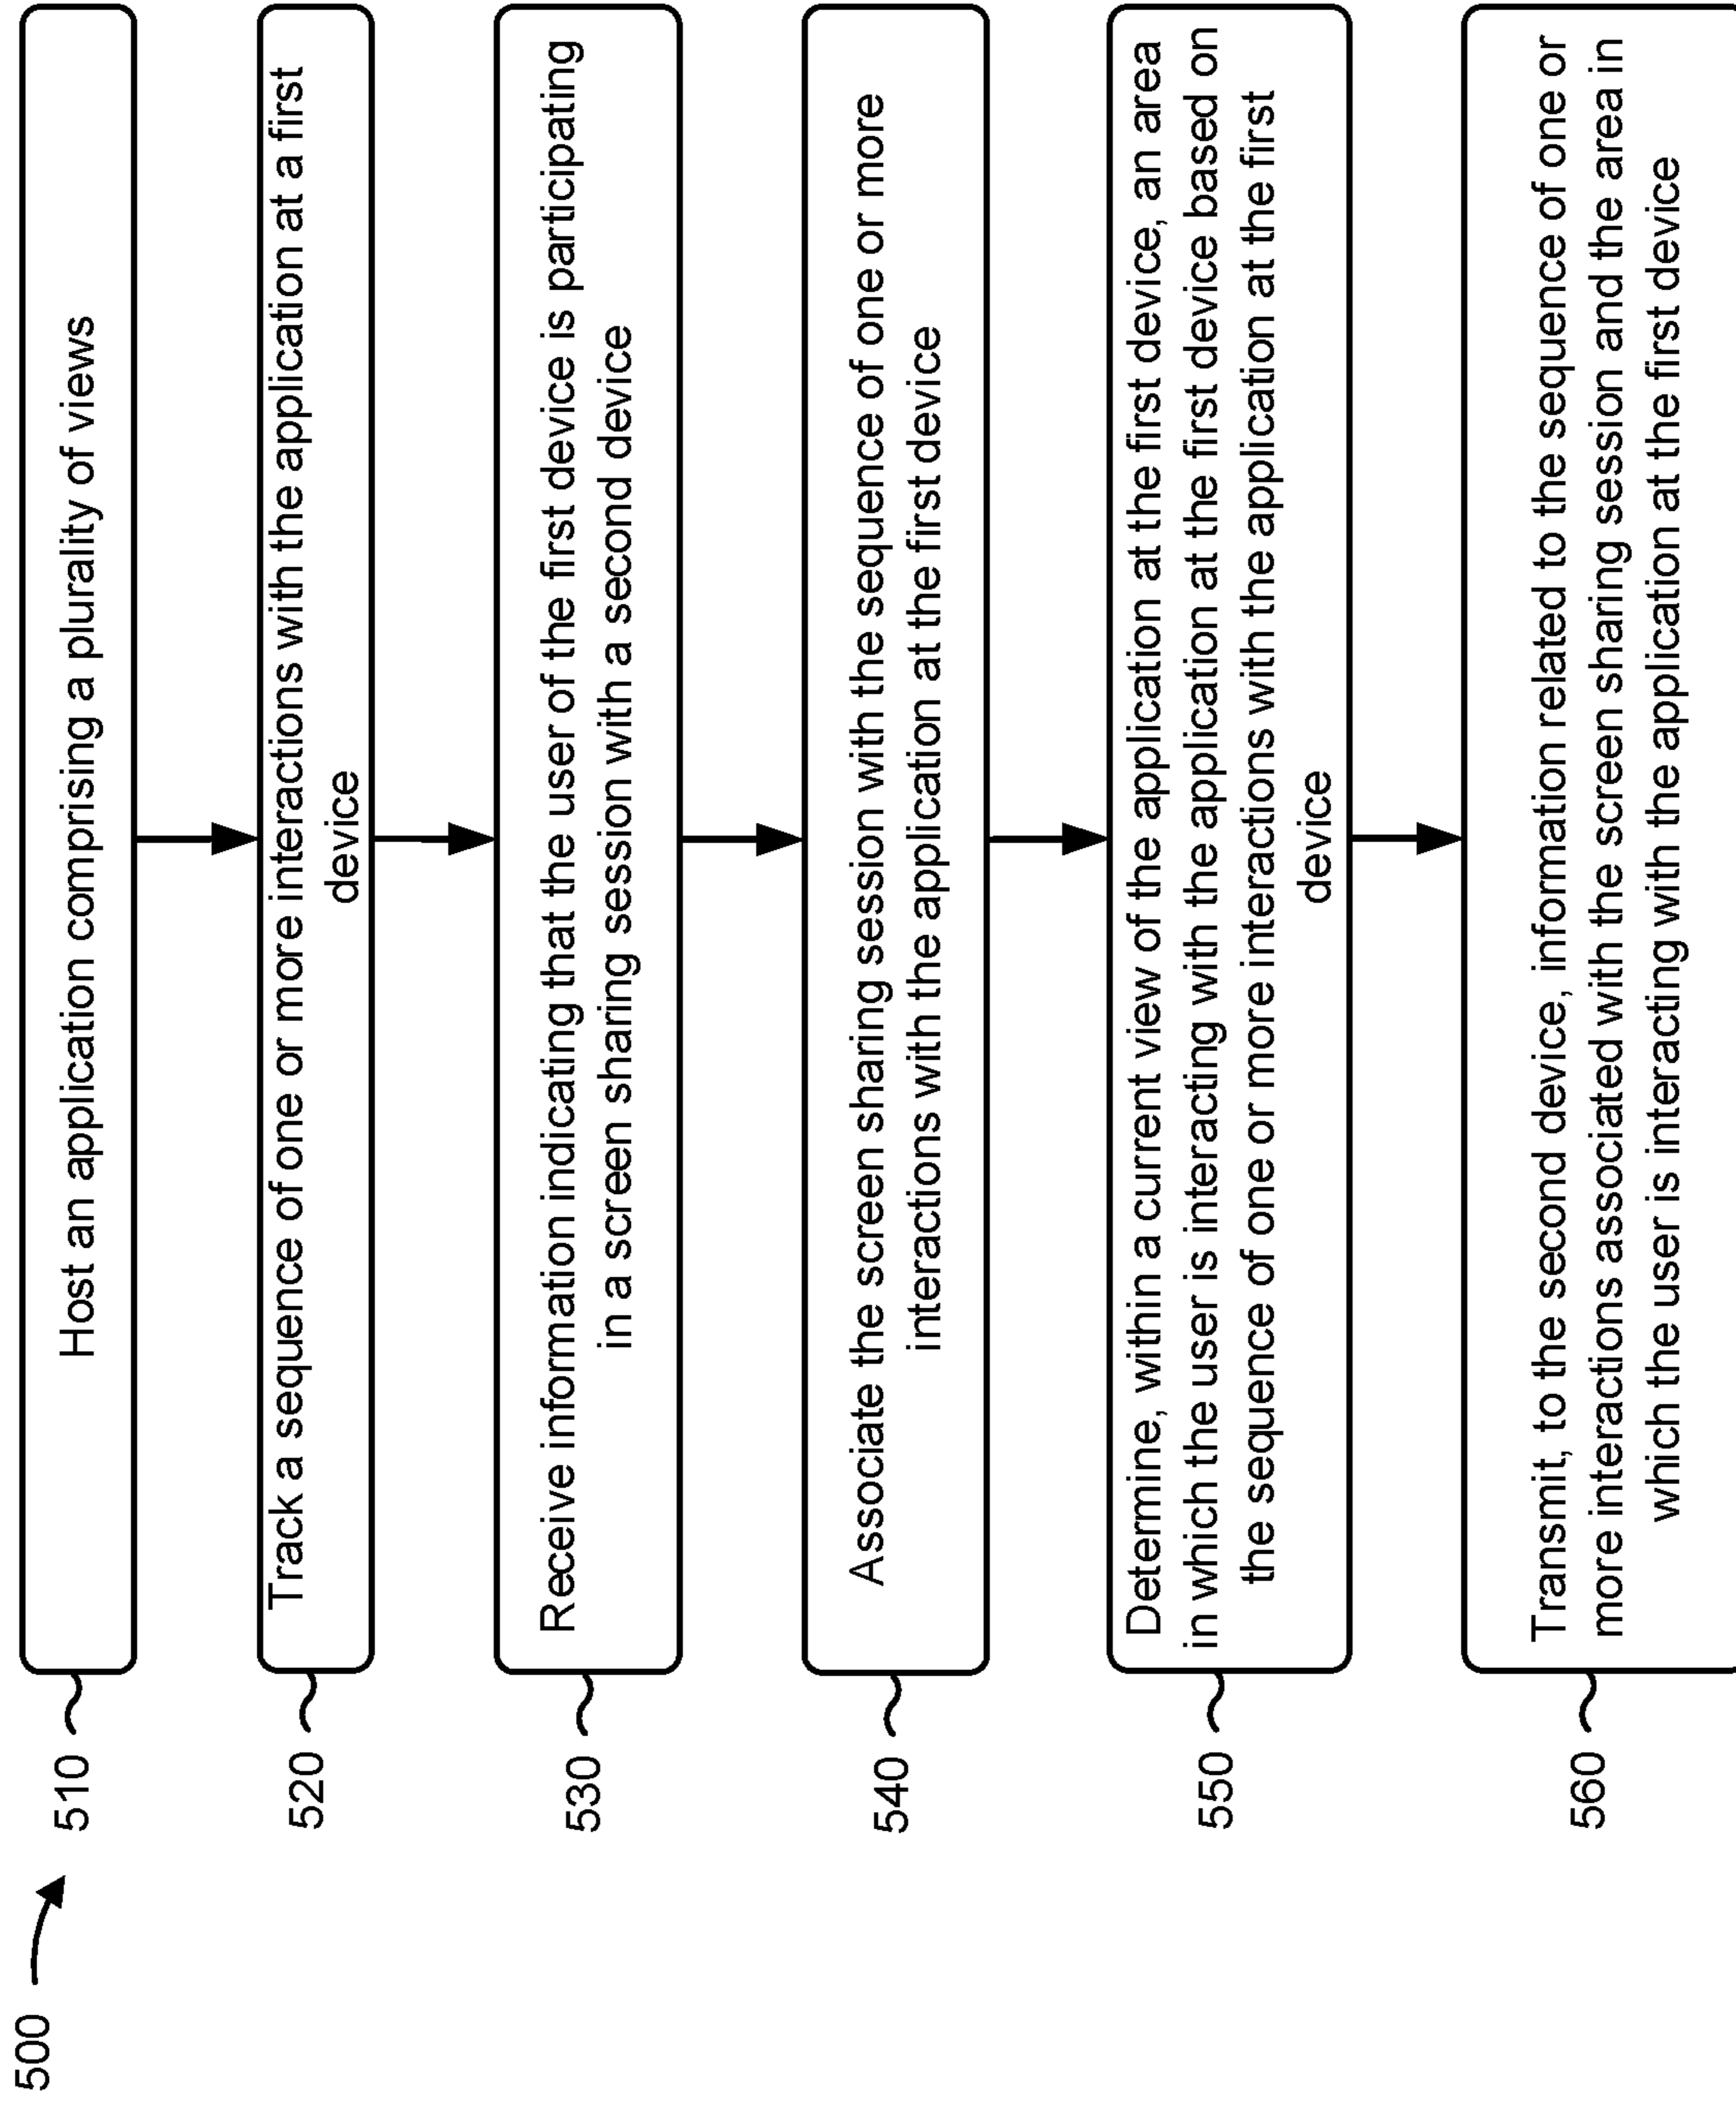 500
510
Host an application comprising a plurality of views
520
Track a sequence of one or more interactions with the application at a first
device
530
Receive information indicating that the user of the first device is participating
in a screen sharing session with a second device
540
Associate the screen sharing session with the sequence of one or more
interactions with the application at the first device
550
Determine, within a current view of the application at the first device, an area
in which the user is interacting with the application at the first device based on
the sequence of one or more interactions with the application at the first
device
560
Transmit, to the second device, information related to the sequence of one or
more interactions associated with the screen sharing session and the area in
which the user is interacting with the application at the first device